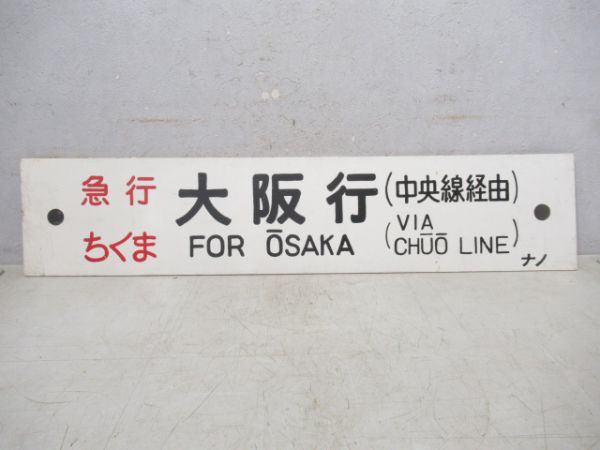 急行 大阪行 (中央線経由)
ちくま FOR ŌSAKA (VIA CHŪŌ LINE)
ナノ